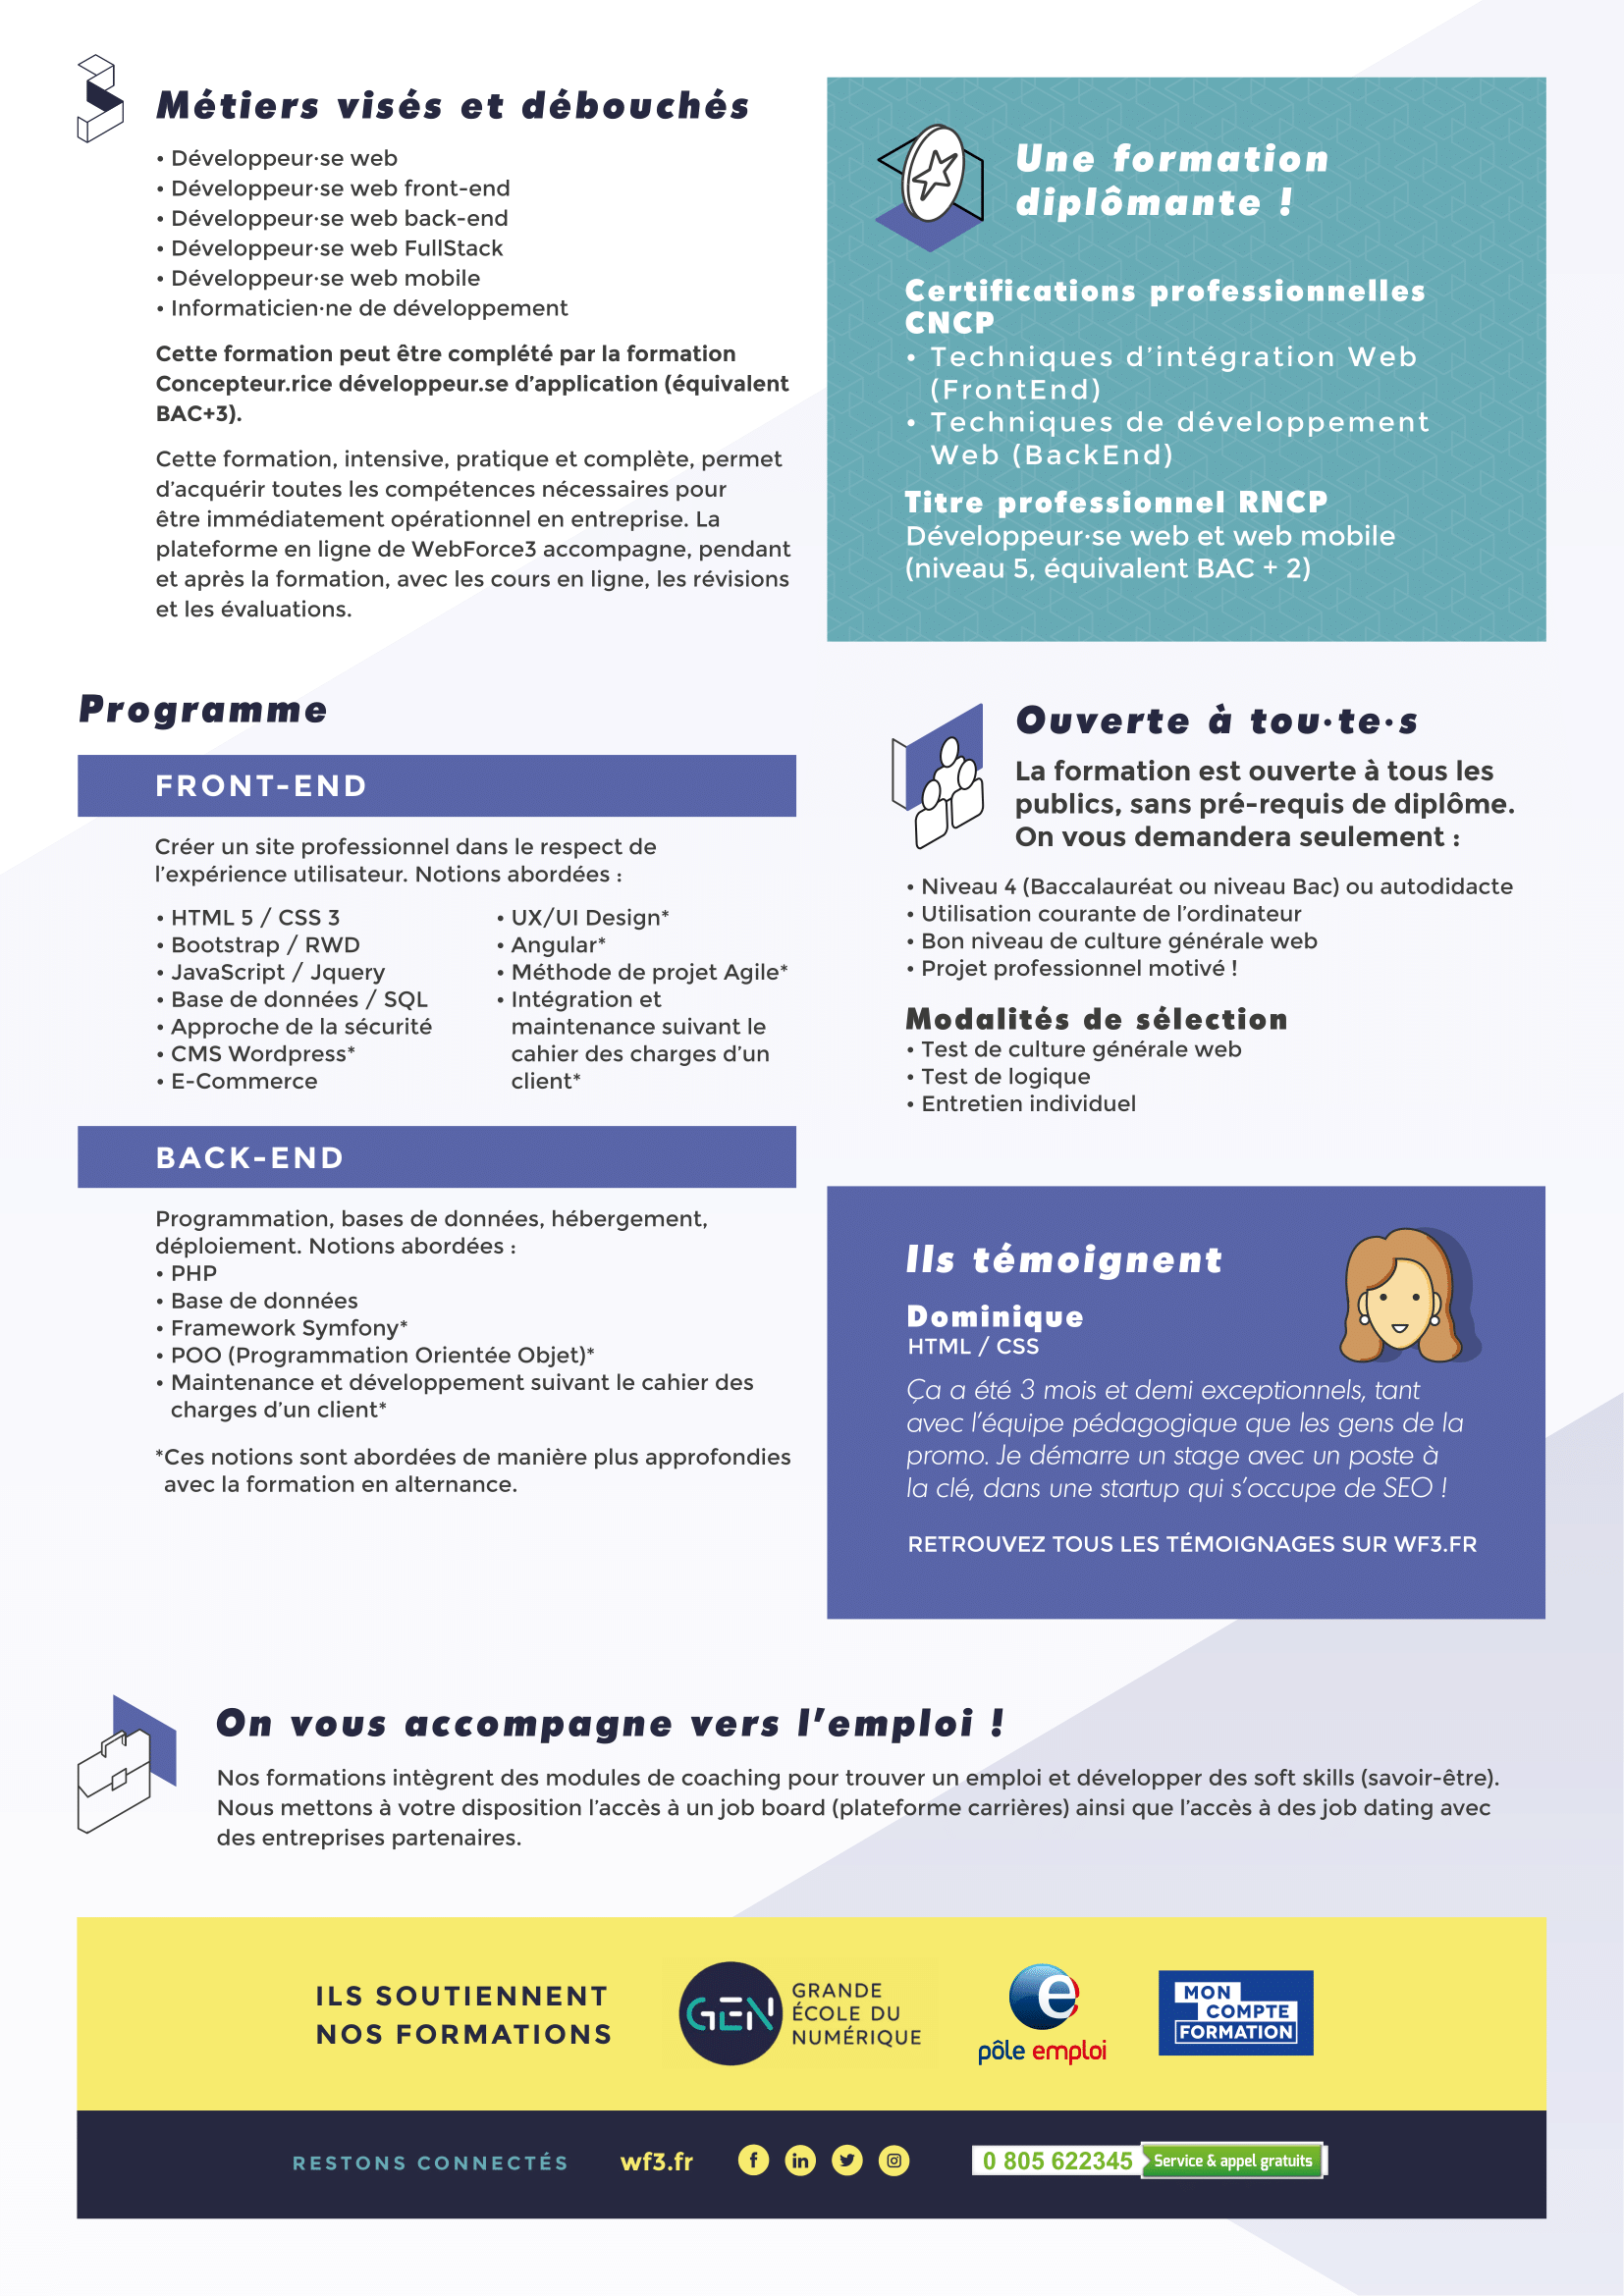 Métiers visés et débouchés
• Développeur·se web
• Développeur·se web front-end
• Développeur·se web back-end
• Développeur·se web FullStack
• Développeur·se web mobile
• Informaticien·ne de développement
Cette formation peut être complété par la formation
Concepteur.rice développeur.se d'application (équivalent
BAC+3).
Cette formation, intensive, pratique et complète, permet
d'acquérir toutes les compétences nécessaires pour
être immédiatement opérationnel en entreprise. La
plateforme en ligne de WebForce3 accompagne, pendant
et après la formation, avec les cours en ligne, les révisions
et les évaluations.
Une formation
diplômante !
Certifications professionnelles
CNCP
• Techniques d'intégration Web
(FrontEnd)
• Techniques de développement
Web (BackEnd)
Titre professionnel RNCP
Développeur·se web et web mobile
(niveau 5, équivalent BAC + 2)
Programme
FRONT-END
Créer un site professionnel dans le respect de
l'expérience utilisateur. Notions abordées :
• HTML 5 / CSS 3
• Bootstrap / RWD
• JavaScript / Jquery
• Base de données / SQL
• Approche de la sécurité
• CMS Wordpress*
• E-Commerce
• UX/UI Design*
• Angular*
• Méthode de projet Agile*
• Intégration et
maintenance suivant le
cahier des charges d'un
client*
BACK-END
Programmation, bases de données, hébergement,
déploiement. Notions abordées :
• PHP
• Base de données
• Framework Symfony*
• POO (Programmation Orientée Objet)*
• Maintenance et développement suivant le cahier des
charges d'un client*
*Ces notions sont abordées de manière plus approfondies
avec la formation en alternance.
Ouverte à tou·te·s
La formation est ouverte à tous les
publics, sans pré-requis de diplôme.
On vous demandera seulement :
• Niveau 4 (Baccalauréat ou niveau Bac) ou autodidacte
• Utilisation courante de l'ordinateur
• Bon niveau de culture générale web
• Projet professionnel motivé !
Modalités de sélection
• Test de culture générale web
• Test de logique
• Entretien individuel
Ils témoignent
Dominique
HTML / CSS
Ça a été 3 mois et demi exceptionnels, tant
avec l'équipe pédagogique que les gens de la
promo. Je démarre un stage avec un poste à
la clé, dans une startup qui s'occupe de SEO !
RETROUVEZ TOUS LES TÉMOIGNAGES SUR WF3.FR
On vous accompagne vers l'emploi !
Nos formations intègrent des modules de coaching pour trouver un emploi et développer des soft skills (savoir-être).
Nous mettons à votre disposition l'accès à un job board (plateforme carrières) ainsi que l'accès à des job dating avec
des entreprises partenaires.
ILS SOUTIENNENT
NOS FORMATIONS
GEN
GRANDE
ÉCOLE DU
NUMÉRIQUE
e
pôle emploi
MON
COMPTE
FORMATION
RESTONS CONNECTÉS
wf3.fr
f
in
0 805 622345
Service & appel gratuits